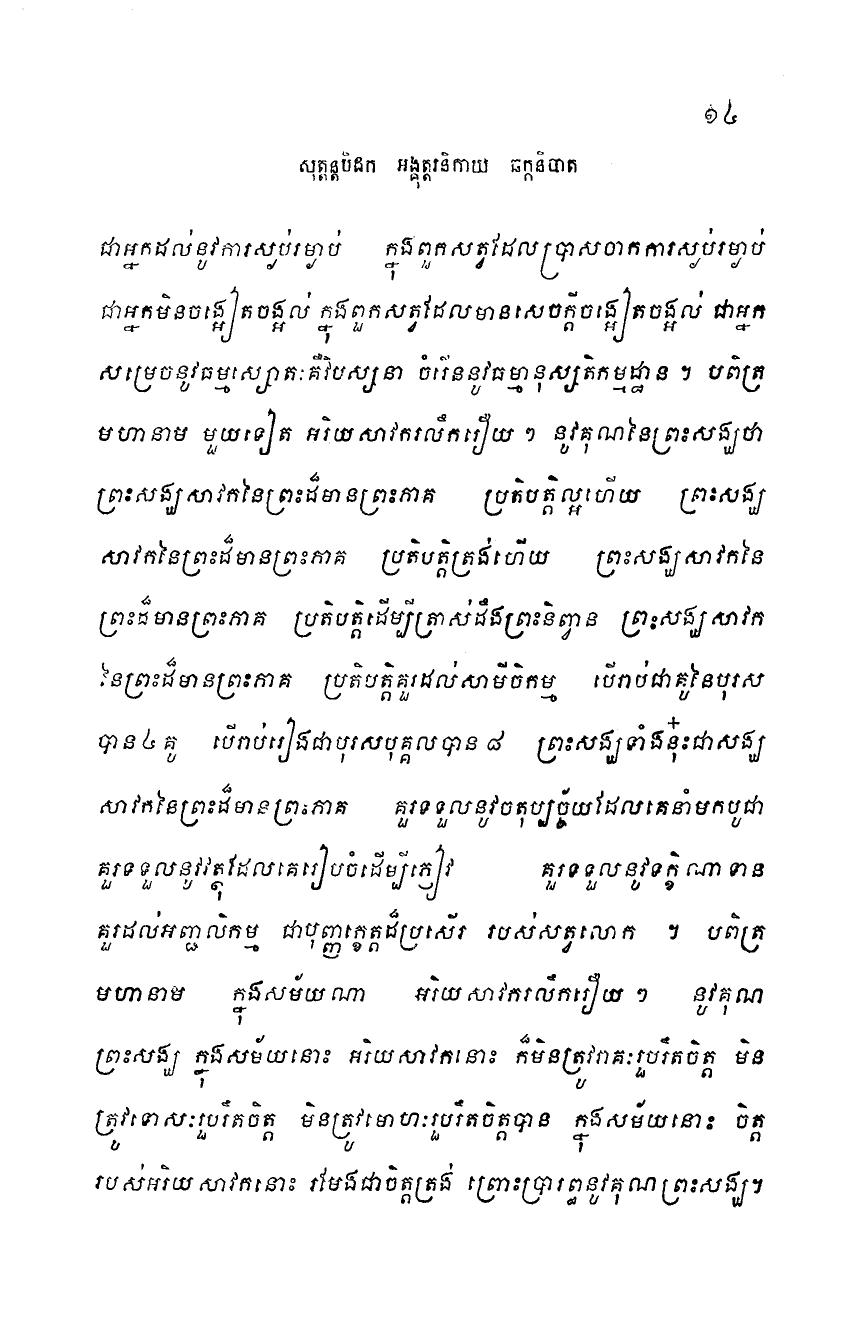 ១៤
សុត្តន្តបិដក អង្គុត្តរនិកាយ ឆក្កនិបាត
ជាអ្នកដល់នូវការស្ងប់រម្ងាប់ ក្នុងពួកសត្វដែលប្រាសចាកការស្ងប់រម្ងាប់
ជាអ្នកមិនចង្អៀតចង្អល់ ក្នុងពួកសត្វដែលមានសេចក្តីចង្អៀតចង្អល់ ជាអ្នក
សម្រេចនូវធម្មស្សោតៈគឺវិបស្សនា ចំរើននូវធម្មានុស្សតិកម្មដ្ឋាន ។ បពិត្រ
មហានាម មួយទៀត អរិយសាវករលឹករឿយ ៗ នូវគុណនៃព្រះសង្ឃថា
ព្រះសង្ឃសាវកនៃព្រះដ៏មានព្រះភាគ ប្រតិបត្តិល្អហើយ ព្រះសង្ឃ
សាវកនៃព្រះដ៏មានព្រះភាគ ប្រតិបត្តិត្រង់ហើយ ព្រះសង្ឃសាវកនៃ
ព្រះដ៏មានព្រះភាគ ប្រតិបត្តិដើម្បីត្រាស់ដឹងព្រះនិព្វាន ព្រះសង្ឃសាវក
នៃព្រះដ៏មានព្រះភាគ ប្រតិបត្តិគួរដល់សាមីចិកម្ម បើរាប់ជាគូនៃបុរស
បាន៤គូ បើរាប់រៀងជាបុរសបុគ្គលបាន៨ ព្រះសង្ឃទាំងនុ៎ះជាសង្ឃ
សាវកនៃព្រះដ៏មានព្រះភាគ គួរទទួលនូវចតុប្បច្ច័យដែលគេនាំមកបូជា
គួរទទួលនូវវត្ថុដែលគេរៀបចំដើម្បីភ្ញៀវ គួរទទួលនូវទក្ខិណាទាន
គួរដល់អញ្ជលិកម្ម ជាបុញ្ញក្ខេត្តដ៏ប្រសើរ របស់សត្វលោក ។ បពិត្រ
មហានាម ក្នុងសម័យណា អរិយសាវករលឹករឿយ ៗ នូវគុណ
ព្រះសង្ឃ ក្នុងសម័យនោះ អរិយសាវកនោះ ក៏មិនត្រូវរាគៈរួបរឹតចិត្ត មិន
ត្រូវទោសៈរួបរឹតចិត្ត មិនត្រូវមោហៈរួបរឹតចិត្តបាន ក្នុងសម័យនោះ ចិត្ត
របស់អរិយសាវកនោះ រមែងជាចិត្តត្រង់ ព្រោះប្រារព្ធនូវគុណព្រះសង្ឃ។